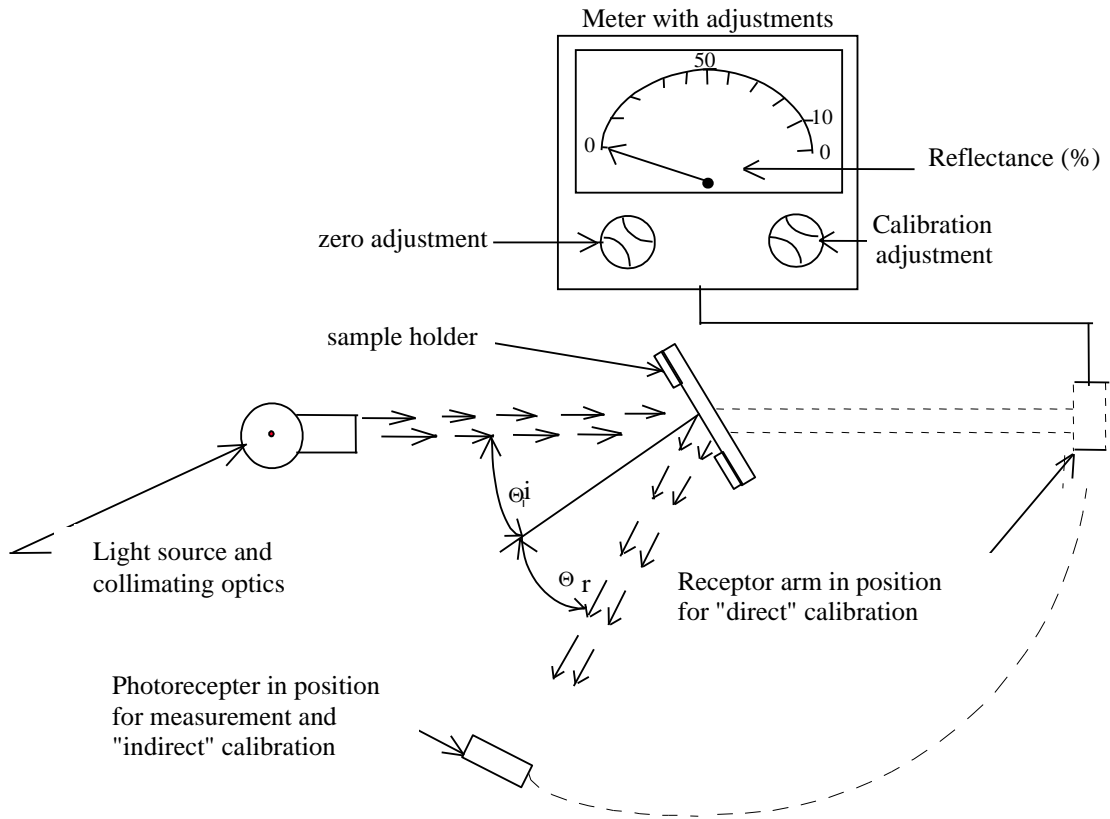 Meter with adjustments
50
10
0
0
Reflectance (%)
zero adjustment
Calibration
adjustment
sample holder
Θi i
Light source and
collimating optics
Θ r
Receptor arm in position
for "direct" calibration
Photorecepter in position
for measurement and
"indirect" calibration